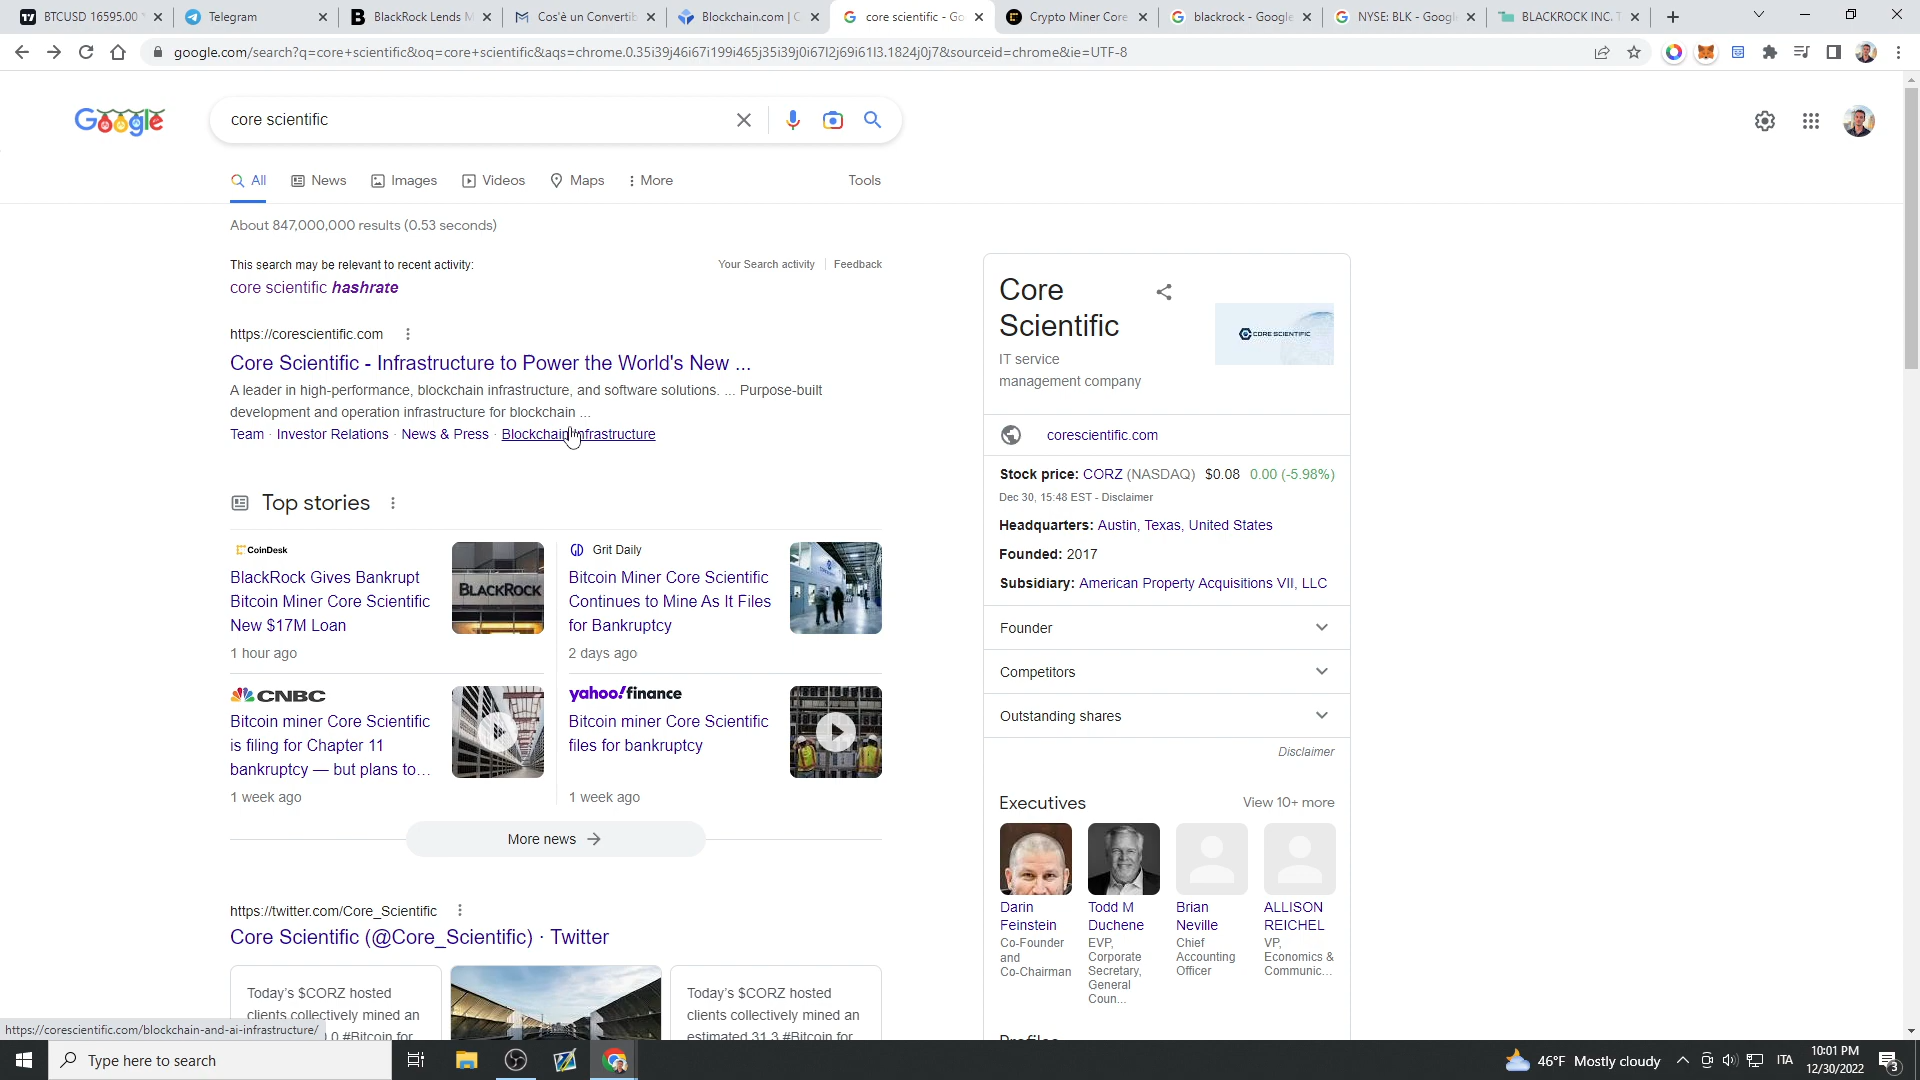 BTCUSD 16595.00
Telegram
BlackRock Lends M
Cos'è un Convertib
Blockchain.com | C
core scientific - Go
Crypto Miner Core
blackrock - Google
NYSE: BLK - Googl
BLACKROCK INC. T
google.com/search?q=core+scientific&oq=core+scientific&aqs=chrome.0.35i39j46i67i199i465j35i39j0i67l2j69i61l3.1824j0j7&sourceid=chrome&ie=UTF-8
Google
core scientific
All
News
Images
Videos
Maps
More
Tools
About 847,000,000 results (0.53 seconds)
This search may be relevant to recent activity:
Your Search activity
Feedback
core scientific hashrate
https://corescientific.com
Core Scientific - Infrastructure to Power the World's New ...
A leader in high-performance, blockchain infrastructure, and software solutions. ... Purpose-built
development and operation infrastructure for blockchain ...
Team · Investor Relations · News & Press · Blockchain Infrastructure
Top stories
CoinDesk
BlackRock Gives Bankrupt
Bitcoin Miner Core Scientific
New $17M Loan
1 hour ago
BLACKROCK
Grit Daily
Bitcoin Miner Core Scientific
Continues to Mine As It Files
for Bankruptcy
2 days ago
CNBC
Bitcoin miner Core Scientific
is filing for Chapter 11
bankruptcy — but plans to...
1 week ago
yahoo!finance
Bitcoin miner Core Scientific
files for bankruptcy
1 week ago
More news
https://twitter.com/Core_Scientific
Core Scientific (@Core_Scientific) · Twitter
Today's $CORZ hosted
clients collectively mined an
.0 #Bitcoin for
Today's $CORZ hosted
clients collectively mined an
estimated 31.3 #Bitcoin for
Core
Scientific
IT service
management company
CORE SCIENTIFIC
corescientific.com
Stock price: CORZ (NASDAQ) $0.08 0.00 (-5.98%)
Dec 30, 15:48 EST - Disclaimer
Headquarters: Austin, Texas, United States
Founded: 2017
Subsidiary: American Property Acquisitions VII, LLC
Founder
Competitors
Outstanding shares
Disclaimer
Executives
View 10+ more
Darin
Feinstein
Co-Founder
and
Co-Chairman
Todd M
Duchene
EVP,
Corporate
Secretary,
General
Coun...
Brian
Neville
Chief
Accounting
Officer
ALLISON
REICHEL
VP,
Economics &
Communic...
Profiles
https://corescientific.com/blockchain-and-ai-infrastructure/
Type here to search
46°F Mostly cloudy
ITA
10:01 PM
12/30/2022
3